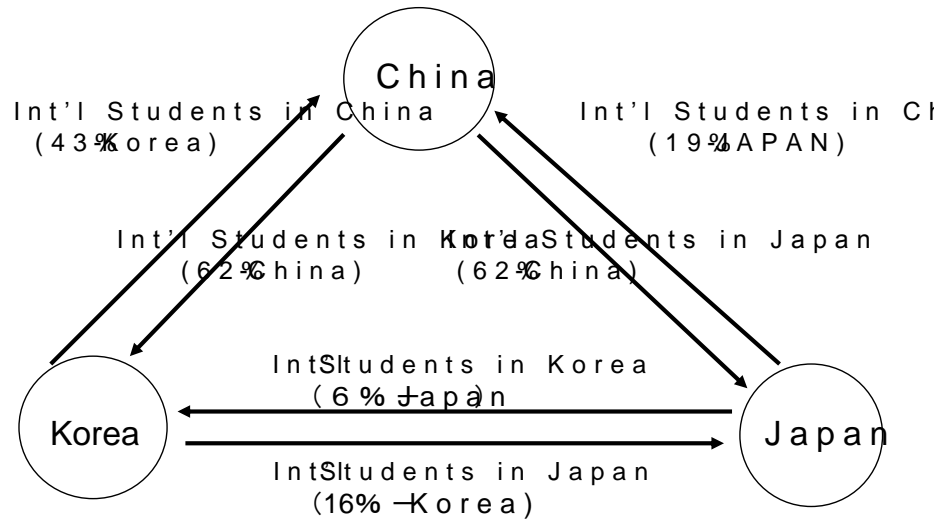 China
Int'l Students in China
(43%-Korea)
Int'l Students in Ch
(19%-JAPAN)
Int'l Students in Korea
(62%-China)
Int'l Students in Japan
(62%-China)
Int'l Students in Korea
(6%-Japan)
Korea
Japan
Int'l Students in Japan
(16%-Korea)